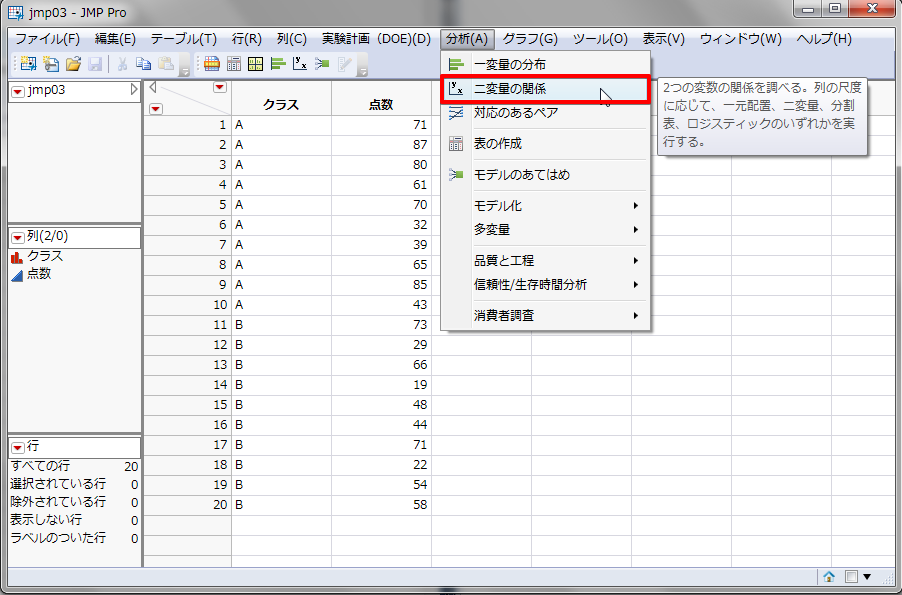 jmp03 - JMP Pro
ファイル(F) 編集(E) テーブル(T) 行(R) 列(C) 実験計画（DOE)(D) 分析(A) グラフ(G) ツール(O) 表示(V) ウィンドウ(W) ヘルプ(H)
一変量の分布
二変量の関係
対応のあるペア
表の作成
モデルのあてはめ
モデル化
多変量
品質と工程
信頼性/生存時間分析
消費者調査
2つの変数の関係を調べる。列の尺度
に応じて、一元配置、二変量、分割
表、ロジスティックのいずれかを実
行する。
jmp03
列(2/0)
クラス
点数
行
すべての行 20
選択されている行 0
除外されている行 0
表示しない行 0
ラベルのついた行 0
クラス 点数
1 A 71
2 A 87
3 A 80
4 A 61
5 A 70
6 A 32
7 A 39
8 A 65
9 A 85
10 A 43
11 B 73
12 B 29
13 B 66
14 B 19
15 B 48
16 B 44
17 B 71
18 B 22
19 B 54
20 B 58